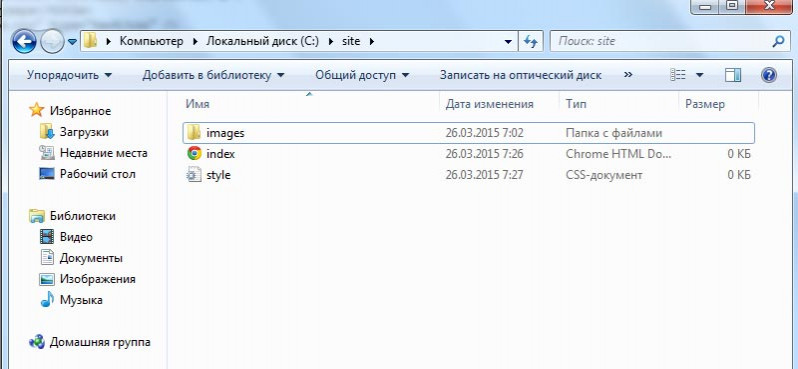 Компьютер ▸ Локальный диск (C:) ▸ site ▸
Поиск: site
Упорядочить Добавить в библиотеку Общий доступ Записать на оптический диск »
Избранное
Загрузки
Недавние места
Рабочий стол
Библиотеки
Видео
Документы
Изображения
Музыка
Домашняя группа
Имя Дата изменения Тип Размер
images 26.03.2015 7:02 Папка с файлами
index 26.03.2015 7:26 Chrome HTML Do... 0 КБ
style 26.03.2015 7:27 CSS-документ 0 КБ